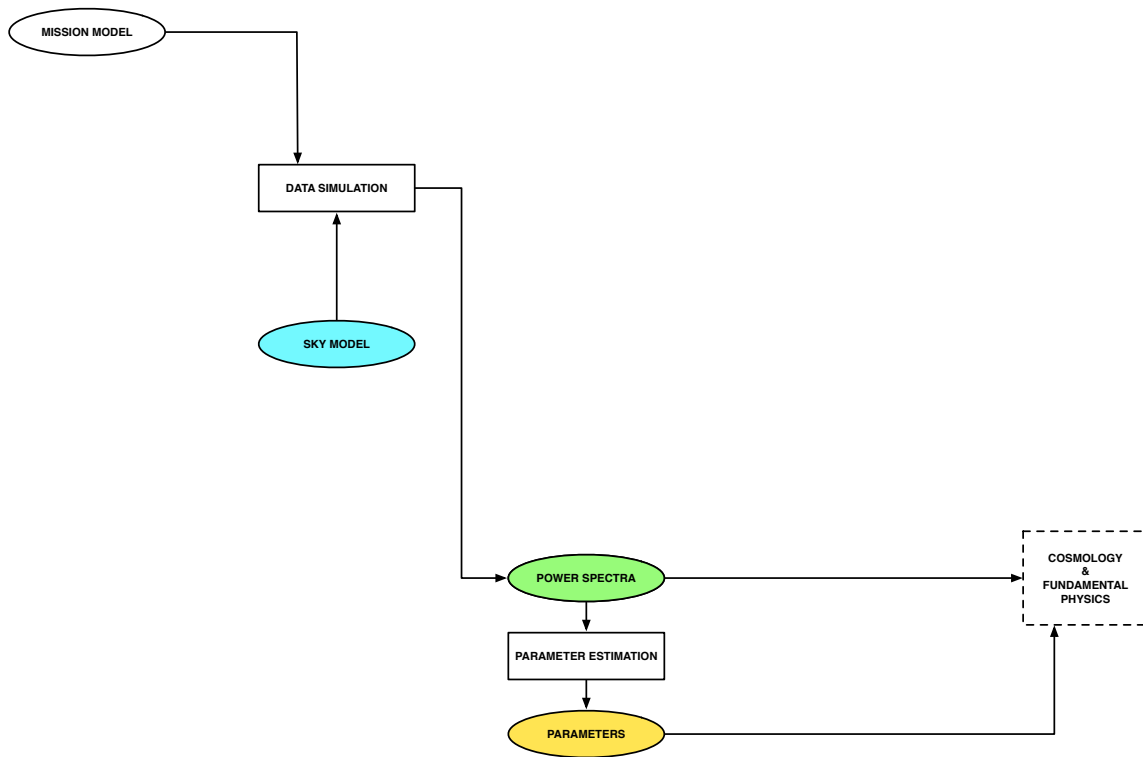 MISSION MODEL
DATA SIMULATION
SKY MODEL
POWER SPECTRA
COSMOLOGY
&
FUNDAMENTAL
PHYSICS
PARAMETER ESTIMATION
PARAMETERS